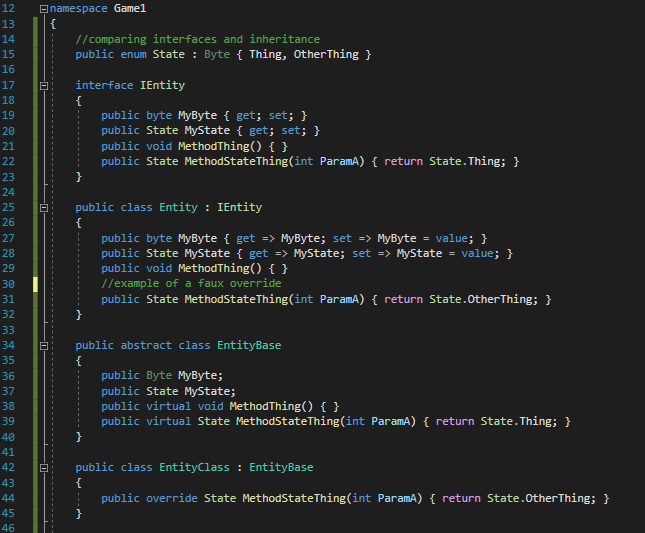 12 namespace Game1
13 {
14 //comparing interfaces and inheritance
15 public enum State : Byte { Thing, OtherThing }
16
17 interface IEntity
18 {
19 public byte MyByte { get; set; }
20 public State MyState { get; set; }
21 public void MethodThing() { }
22 public State MethodStateThing(int ParamA) { return State.Thing; }
23 }
24
25 public class Entity : IEntity
26 {
27 public byte MyByte { get => MyByte; set => MyByte = value; }
28 public State MyState { get => MyState; set => MyState = value; }
29 public void MethodThing() { }
30 //example of a faux override
31 public State MethodStateThing(int ParamA) { return State.OtherThing; }
32 }
33
34 public abstract class EntityBase
35 {
36 public Byte MyByte;
37 public State MyState;
38 public virtual void MethodThing() { }
39 public virtual State MethodStateThing(int ParamA) { return State.Thing; }
40 }
41
42 public class EntityClass : EntityBase
43 {
44 public override State MethodStateThing(int ParamA) { return State.OtherThing; }
45 }
46